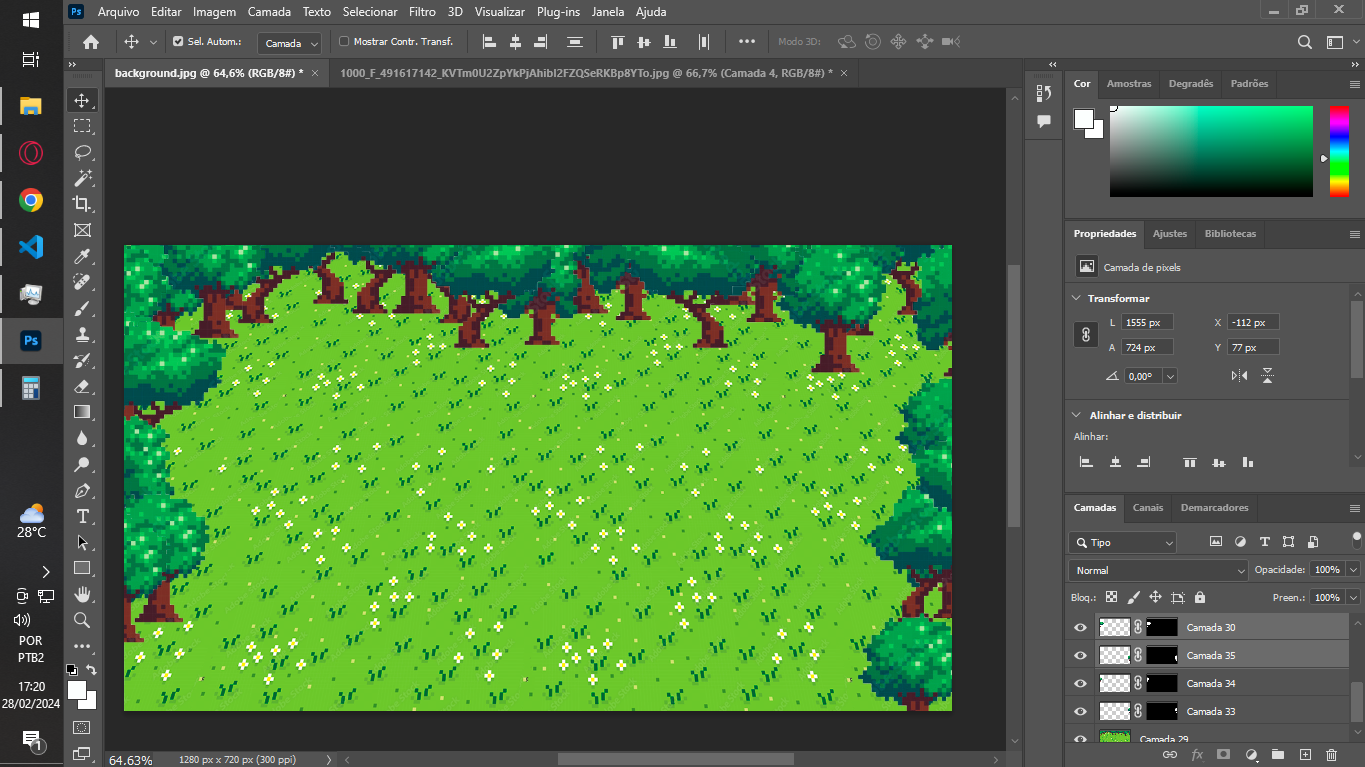 Ps Arquivo Editar Imagem Camada Texto Selecionar Filtro 3D Visualizar Plug-ins Janela Ajuda
Sel. Autom.: Camada Mostrar Contr. Transf. Modo 3D:
background.jpg @ 64,6% (RGB/8#) * × 1000_F_491617142_KVTm0U2ZpYkPjAhibI2FZQSeRKBp8YTo.jpg @ 66,7% (Camada 4, RGB/8#) * ×
Cor Amostras Degradês Padrões
Propriedades Ajustes Bibliotecas
Camada de pixels
Transformar
L 1555 px X -112 px
A 724 px Y 77 px
0,00°
Alinhar e distribuir
Alinhar:
Camadas Canais Demarcadores
Tipo
Normal Opacidade: 100%
Bloq.: Preen.: 100%
Camada 30
Camada 35
Camada 34
Camada 33
Camada 29
fx
64.63% 1280 px x 720 px (300 ppi)
Ps
28°C
POR
PTB2
17:20
28/02/2024
1